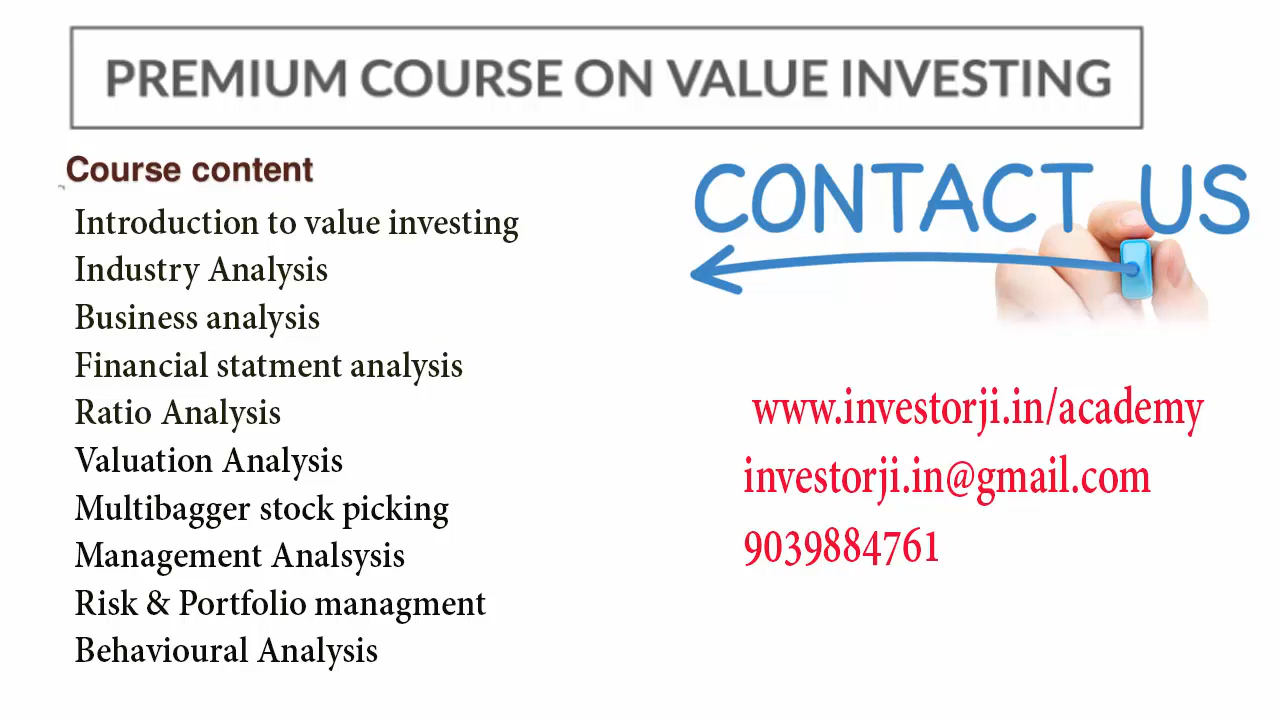 PREMIUM COURSE ON VALUE INVESTING
Course content
Introduction to value investing
Industry Analysis
Business analysis
Financial statment analysis
Ratio Analysis
Valuation Analysis
Multibagger stock picking
Management Analsysis
Risk & Portfolio managment
Behavioural Analysis
CONTACT US
www.investorji.in/academy
investorji.in@gmail.com
9039884761